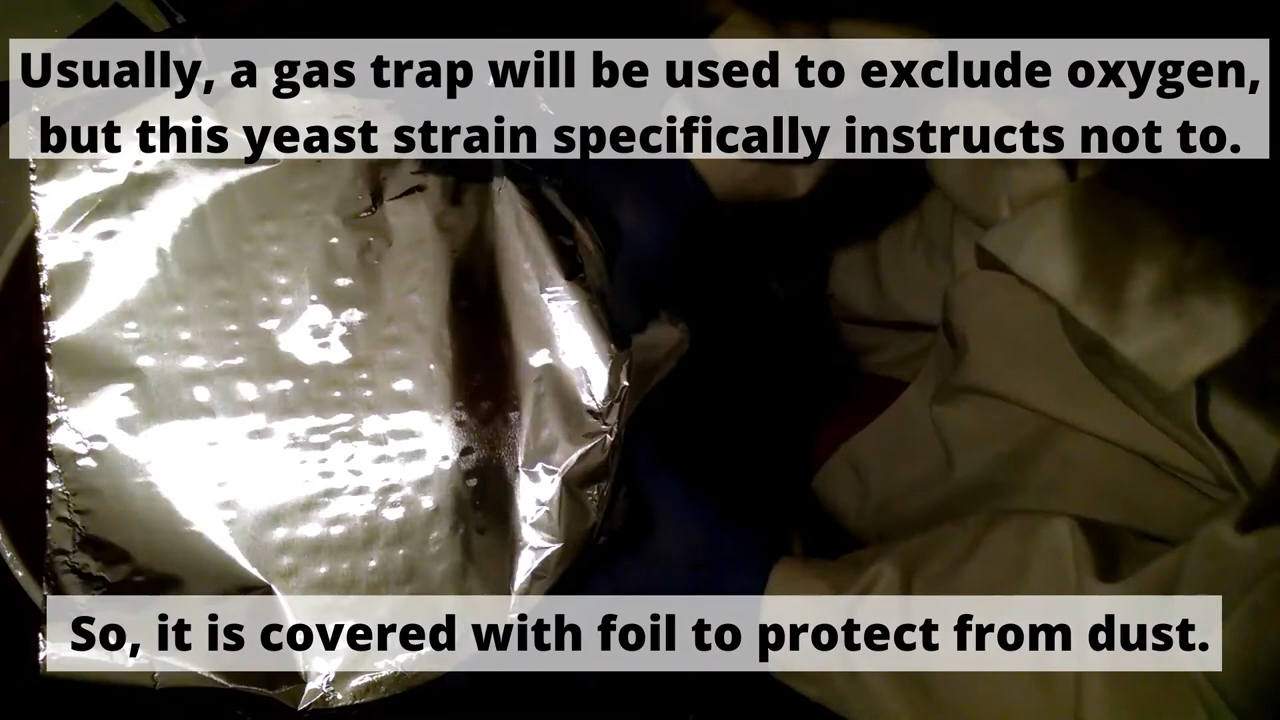 Usually, a gas trap will be used to exclude oxygen,
but this yeast strain specifically instructs not to.
So, it is covered with foil to protect from dust.